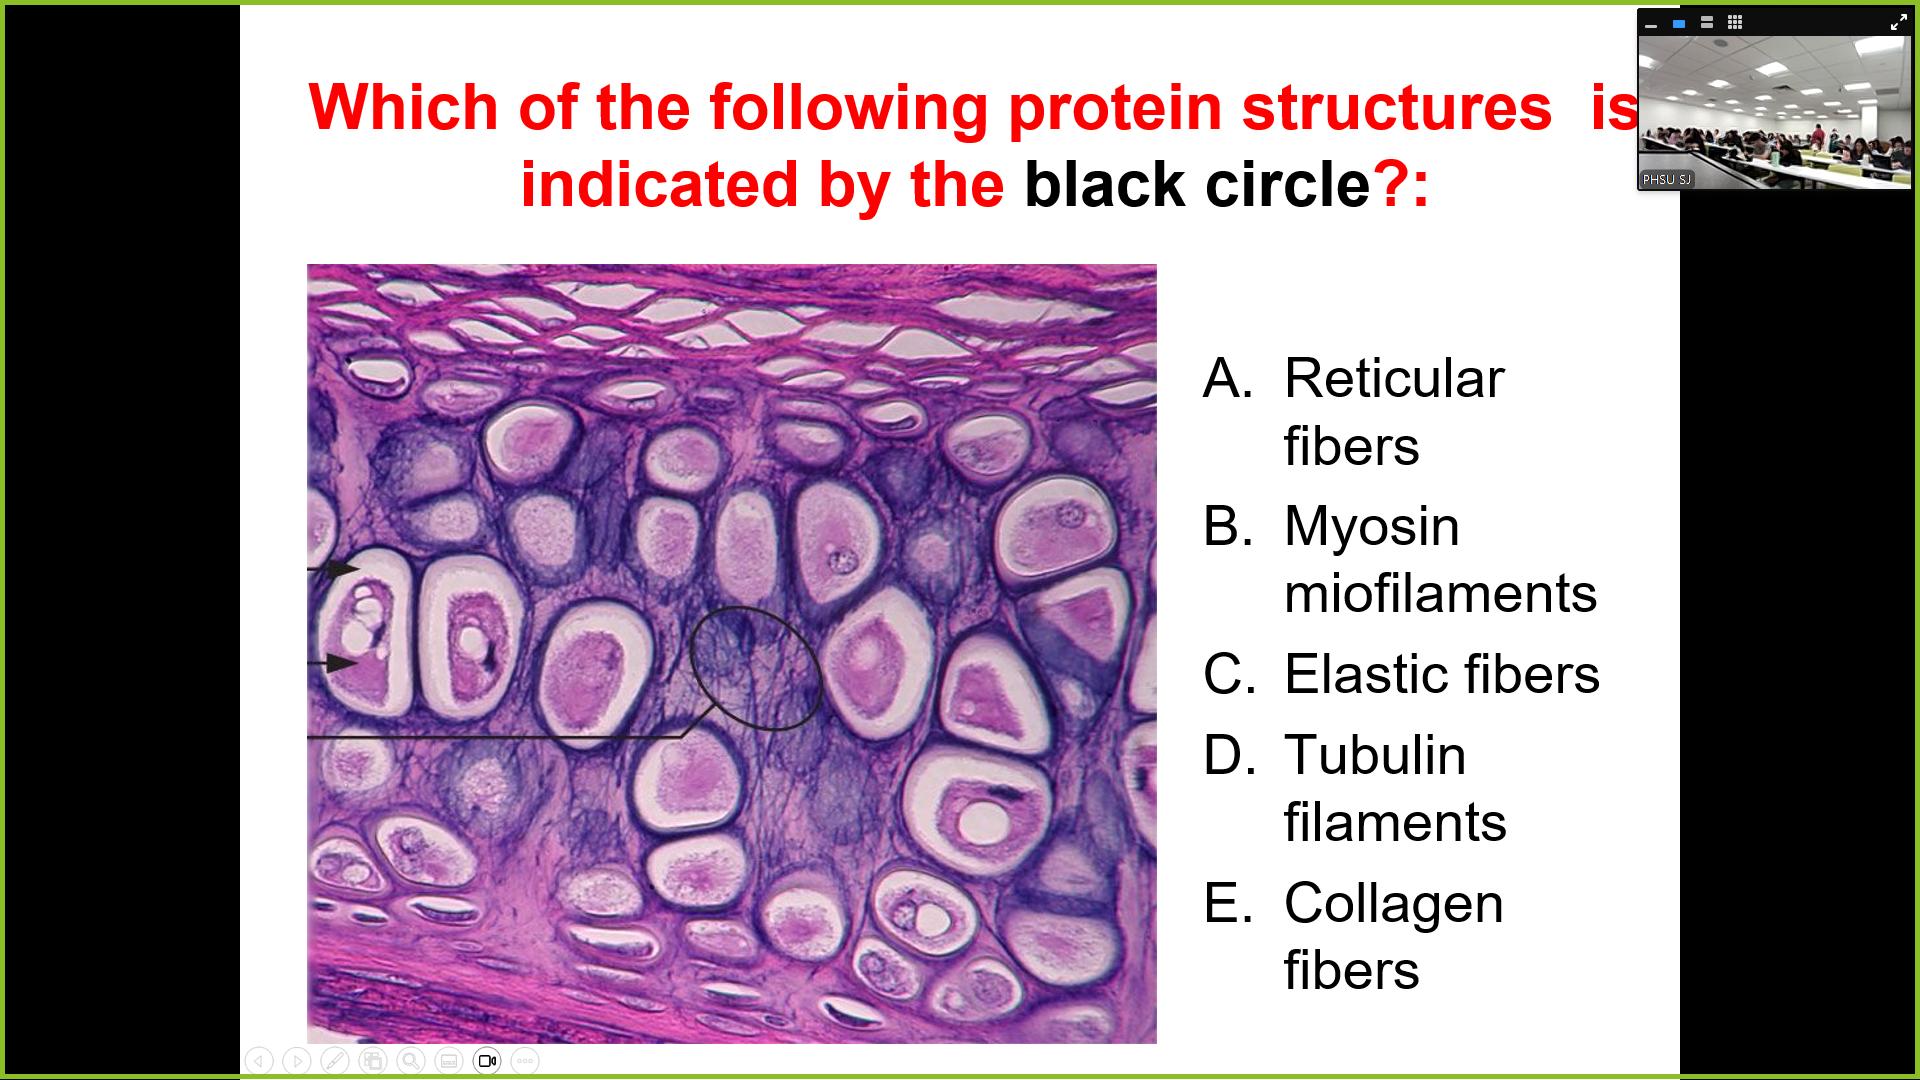 Which of the following protein structures  is
indicated by the black circle?:
PHSU SJ
A. Reticular
fibers
B. Myosin
miofilaments
C. Elastic fibers
D. Tubulin
filaments
E. Collagen
fibers